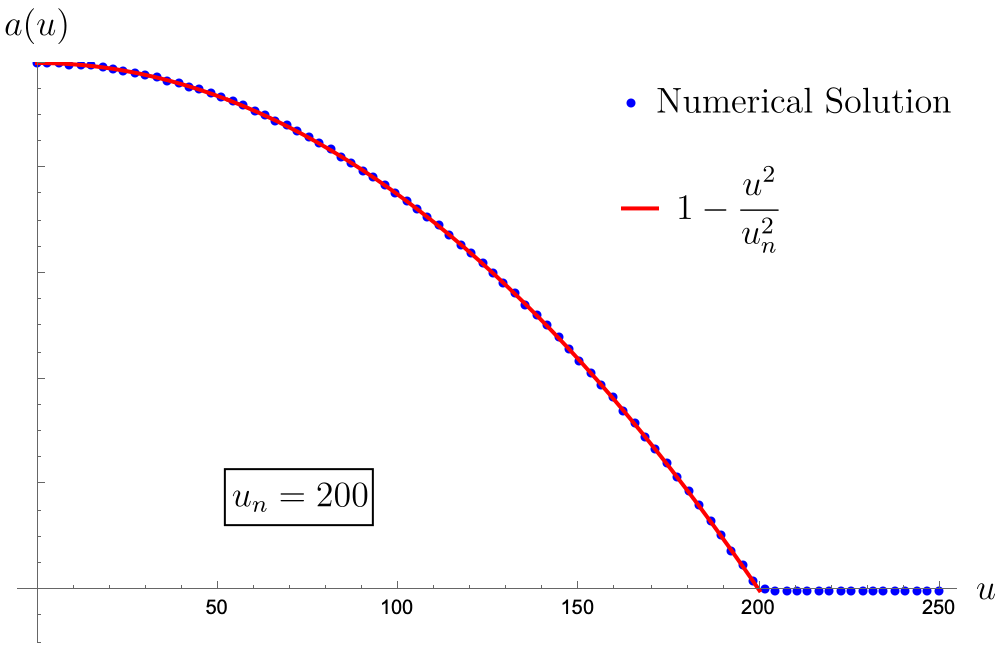 a(u)
Numerical Solution
1 − u²/uₙ²
uₙ = 200
50 100 150 200 250 u